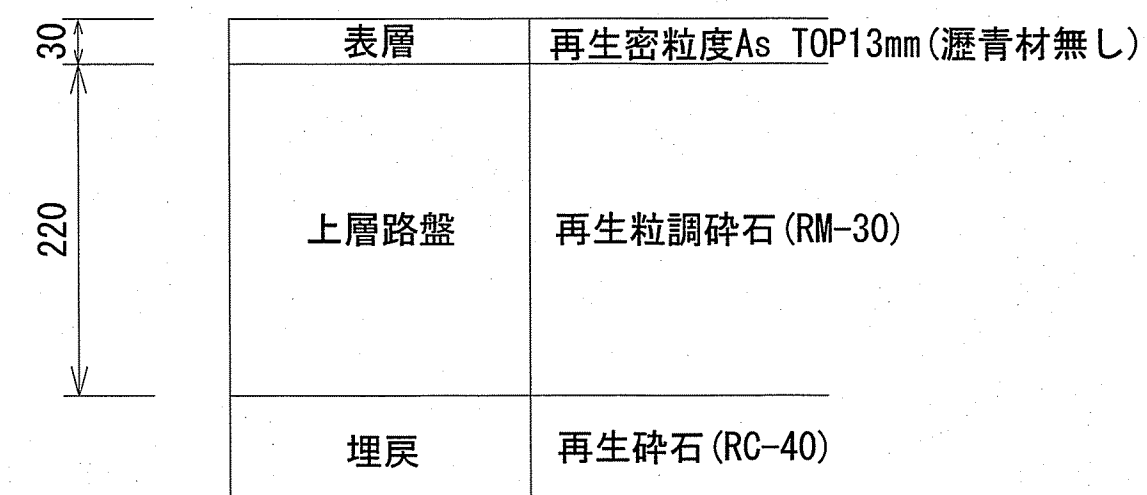 30
表層
再生密粒度As TOP13mm(瀝青材無し)
220
上層路盤
再生粒調砕石(RM-30)
埋戻
再生砕石(RC-40)